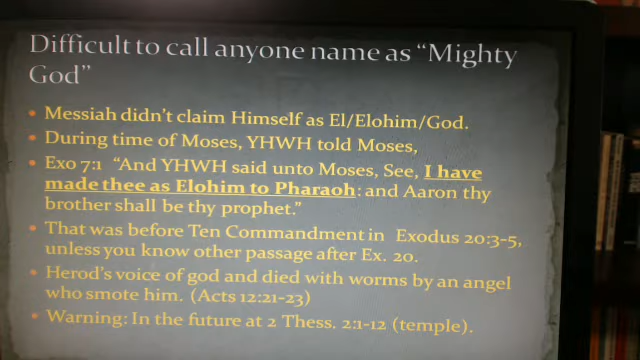 Difficult to call anyone name as “Mighty
God”
• Messiah didn't claim Himself as El/Elohim/God.
• During time of Moses, YHWH told Moses,
• Exo 7:1 “And YHWH said unto Moses, See, I have
made thee as Elohim to Pharaoh: and Aaron thy
brother shall be thy prophet.”
• That was before Ten Commandment in Exodus 20:3-5,
unless you know other passage after Ex. 20.
• Herod's voice of god and died with worms by an angel
who smote him. (Acts 12:21-23)
• Warning: In the future at 2 Thess. 2:1-12 (temple).